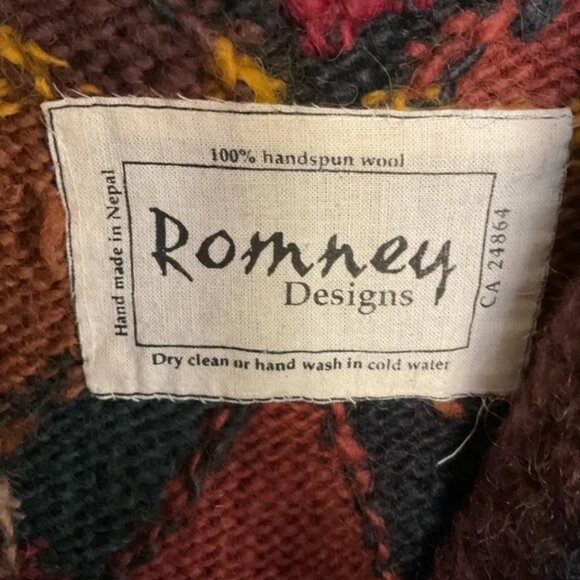 100% handspun wool
Hand made in Nepal
Romney
Designs
CA 24864
Dry clean or hand wash in cold water